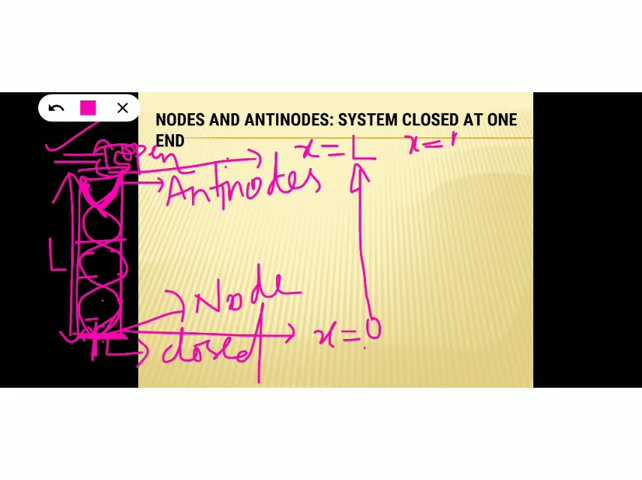 NODES AND ANTINODES: SYSTEM CLOSED AT ONE
END
open
x=L x=
Antinodes
L
Node
x=0
closed